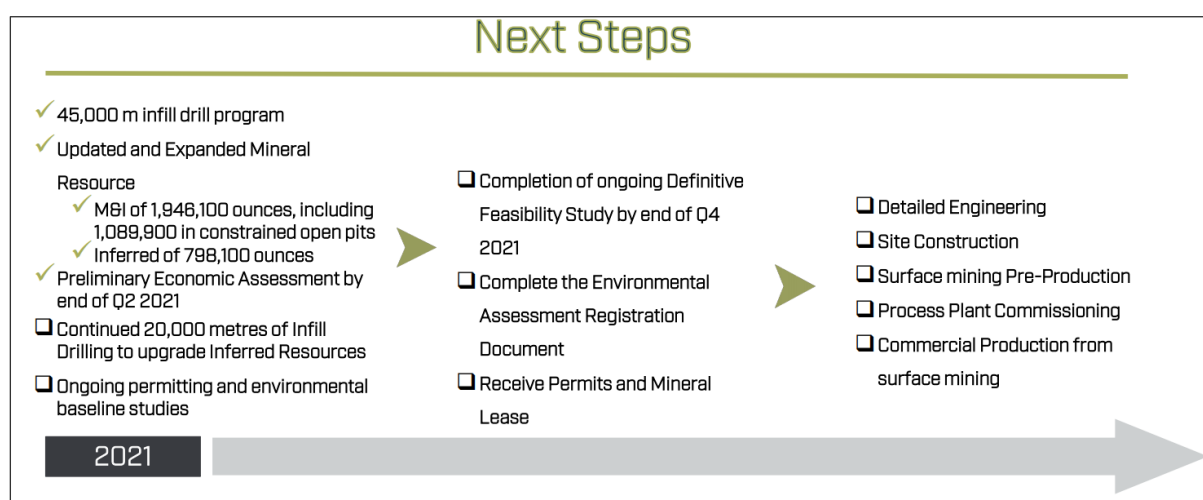 Next Steps
45,000 m infill drill program
Updated and Expanded Mineral
Resource
M&I of 1,946,100 ounces, including
1,089,900 in constrained open pits
Inferred of 798,100 ounces
Preliminary Economic Assessment by
end of Q2 2021
Continued 20,000 metres of Infill
Drilling to upgrade Inferred Resources
Ongoing permitting and environmental
baseline studies
Completion of ongoing Definitive
Feasibility Study by end of Q4
2021
Complete the Environmental
Assessment Registration
Document
Receive Permits and Mineral
Lease
Detailed Engineering
Site Construction
Surface mining Pre-Production
Process Plant Commissioning
Commercial Production from
surface mining
2021